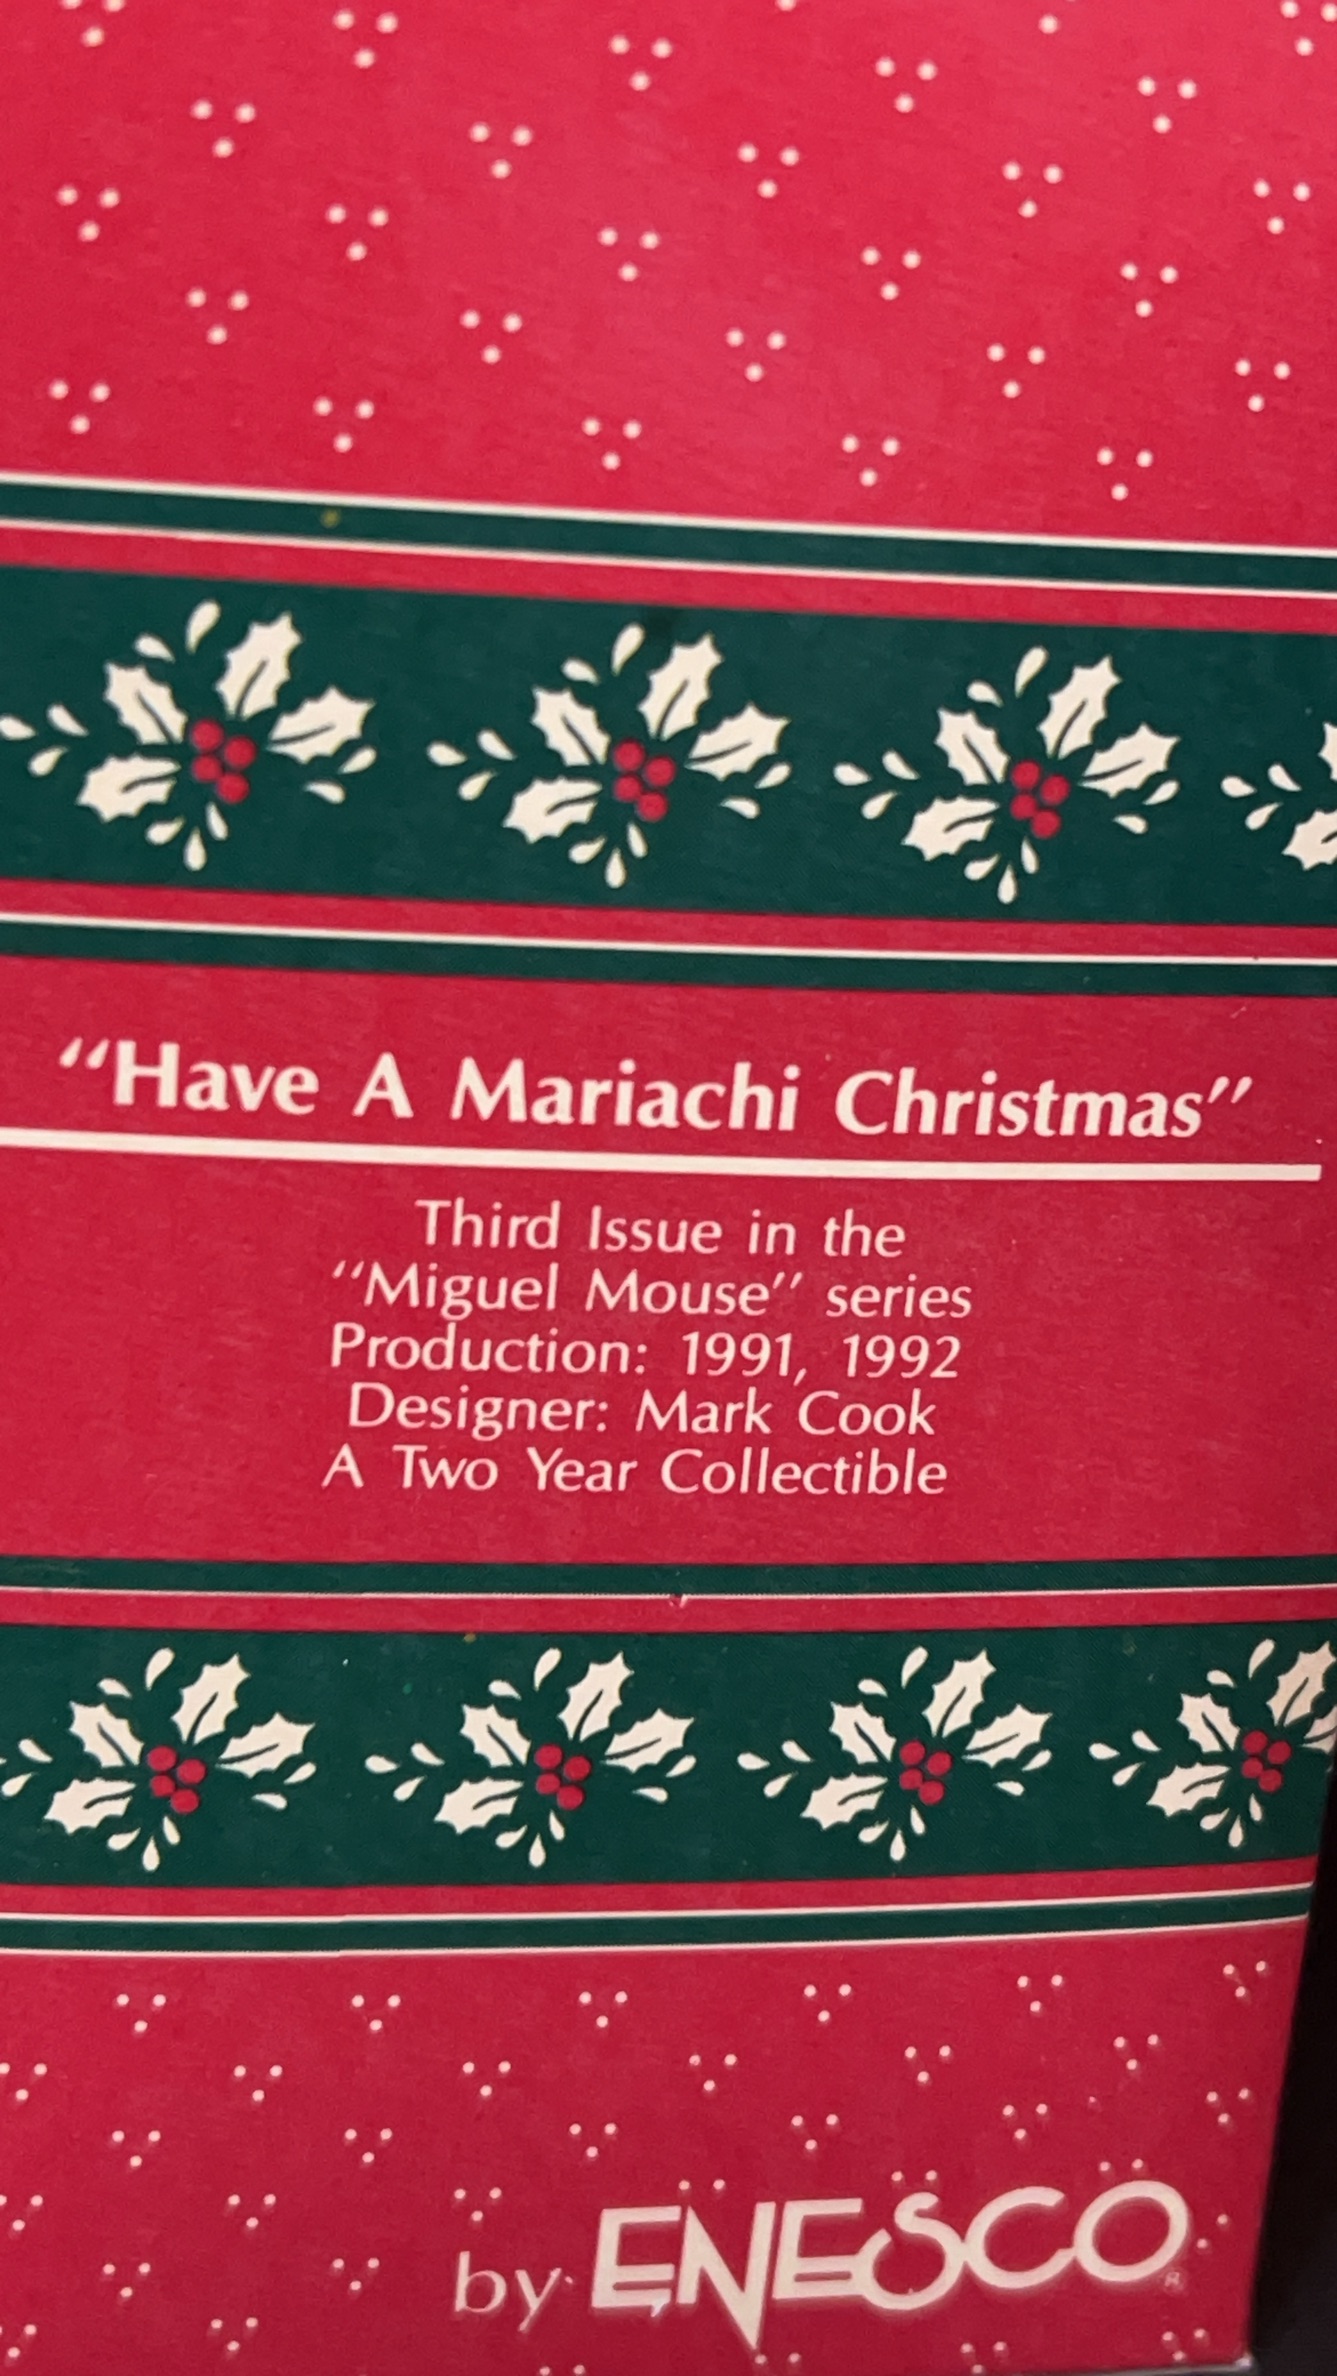 "Have A Mariachi Christmas"
Third Issue in the
"Miguel Mouse" series
Production: 1991, 1992
Designer: Mark Cook
A Two Year Collectible
by ENESCO®